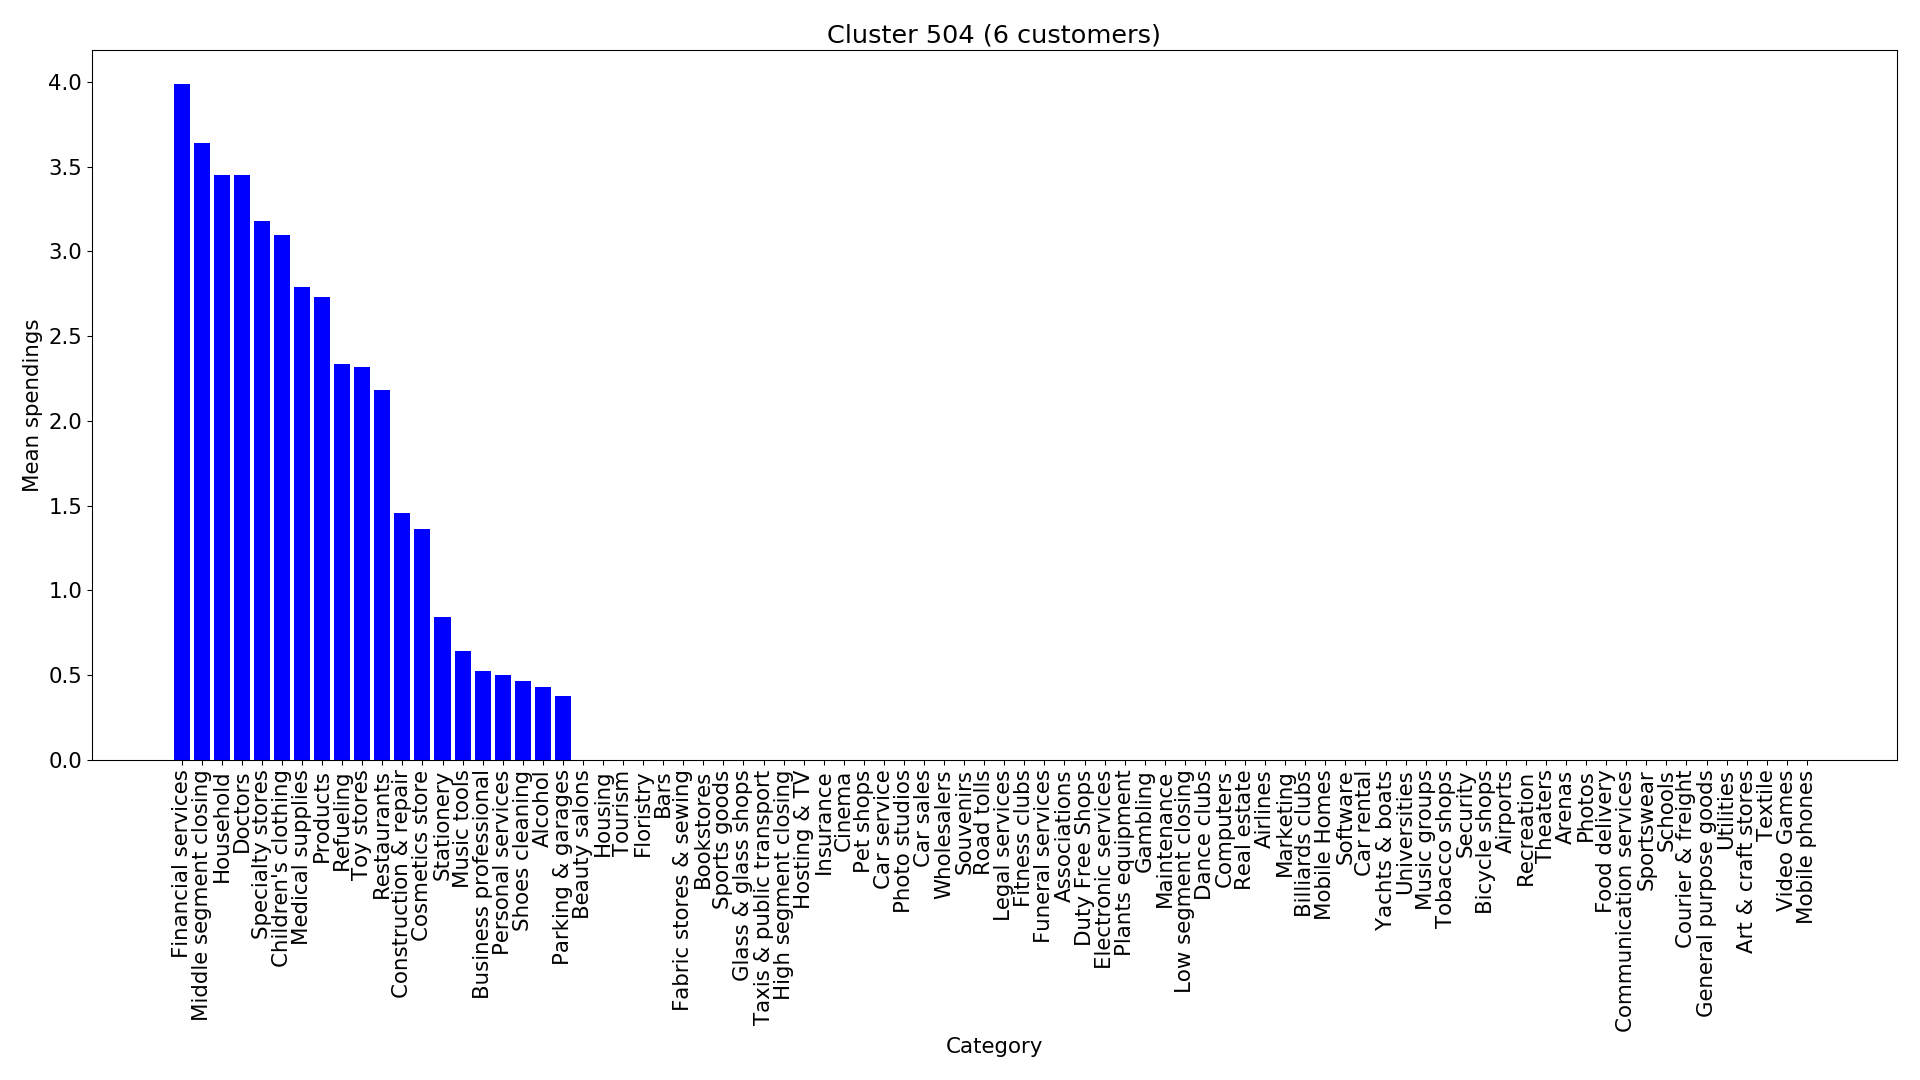 Cluster 504 (6 customers)
4.0
3.5
3.0
2.5
2.0
1.5
1.0
0.5
0.0
Mean spendings
Financial services
Middle segment closing
Household
Doctors
Specialty stores
Children's clothing
Medical supplies
Products
Refueling
Toy stores
Restaurants
Construction & repair
Cosmetics store
Stationery
Music tools
Business professional
Personal services
Shoes cleaning
Alcohol
Parking & garages
Beauty salons
Housing
Tourism
Floristry
Bars
Fabric stores & sewing
Bookstores
Sports goods
Glass & glass shops
Taxis & public transport
High segment closing
Hosting & TV
Insurance
Cinema
Pet shops
Car service
Photo studios
Car sales
Wholesalers
Souvenirs
Road tolls
Legal services
Fitness clubs
Funeral services
Associations
Duty Free Shops
Electronic services
Plants equipment
Gambling
Maintenance
Low segment closing
Dance clubs
Computers
Real estate
Airlines
Marketing
Billiards clubs
Mobile Homes
Software
Car rental
Yachts & boats
Universities
Music groups
Tobacco shops
Security
Bicycle shops
Airports
Recreation
Theaters
Arenas
Photos
Food delivery
Communication services
Sportswear
Schools
Courier & freight
General purpose goods
Utilities
Art & craft stores
Textile
Video Games
Mobile phones
Category